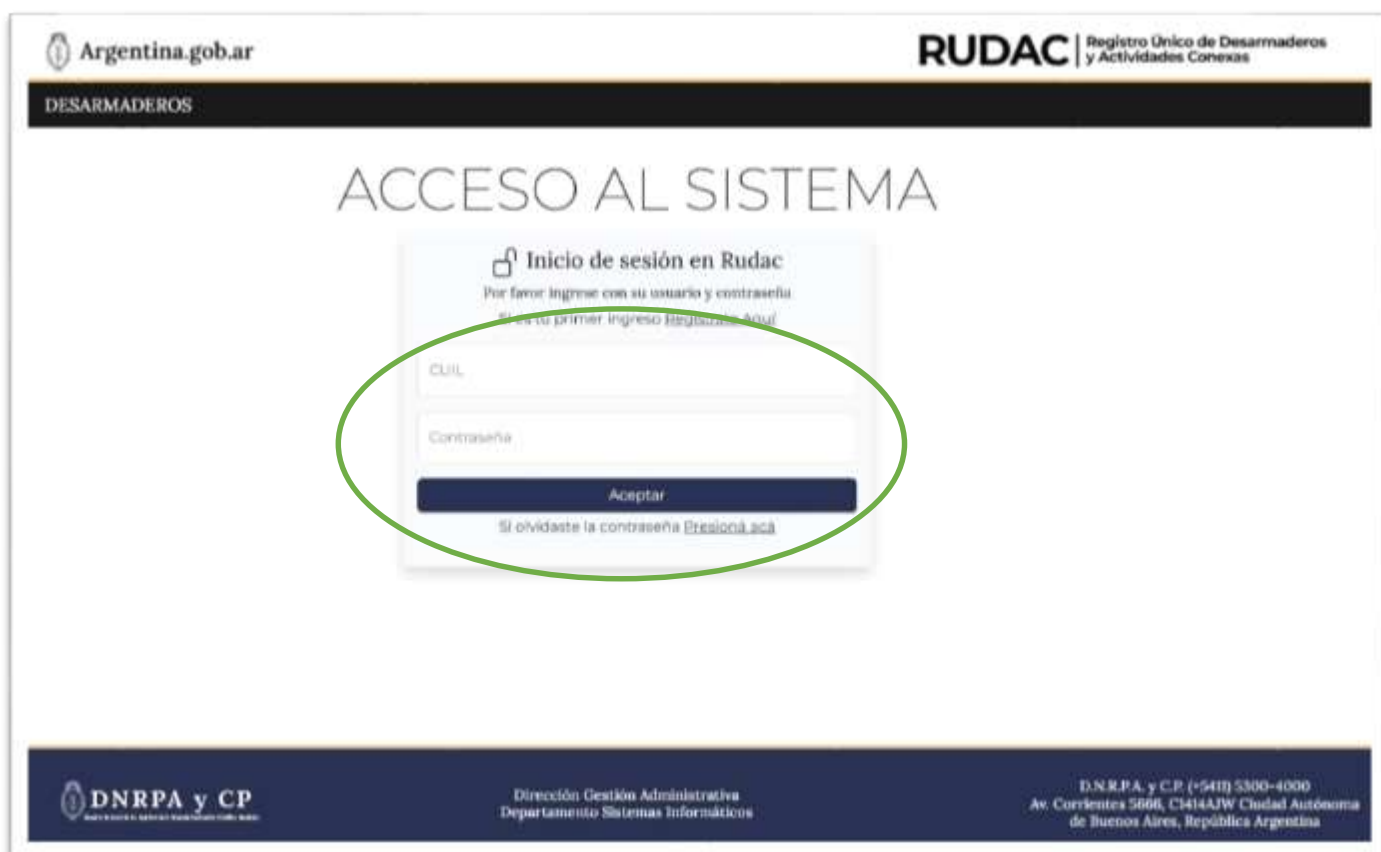 Argentina.gob.ar
RUDAC
Registro Único de Desarmaderos
y Actividades Conexas
DESARMADEROS
ACCESO AL SISTEMA
Inicio de sesión en Rudac
Por favor ingrese con su usuario y contraseña
Si es tu primer ingreso Registrate Aquí
CUIL
Contraseña
Aceptar
Si olvidaste la contraseña Presioná acá
DNRPA y CP
Dirección Gestión Administrativa
Departamento Sistemas Informáticos
D.N.R.P.A. y C.P. (+5411) 5300-4000
Av. Corrientes 5666, C1414AJW Ciudad Autónoma
de Buenos Aires, República Argentina